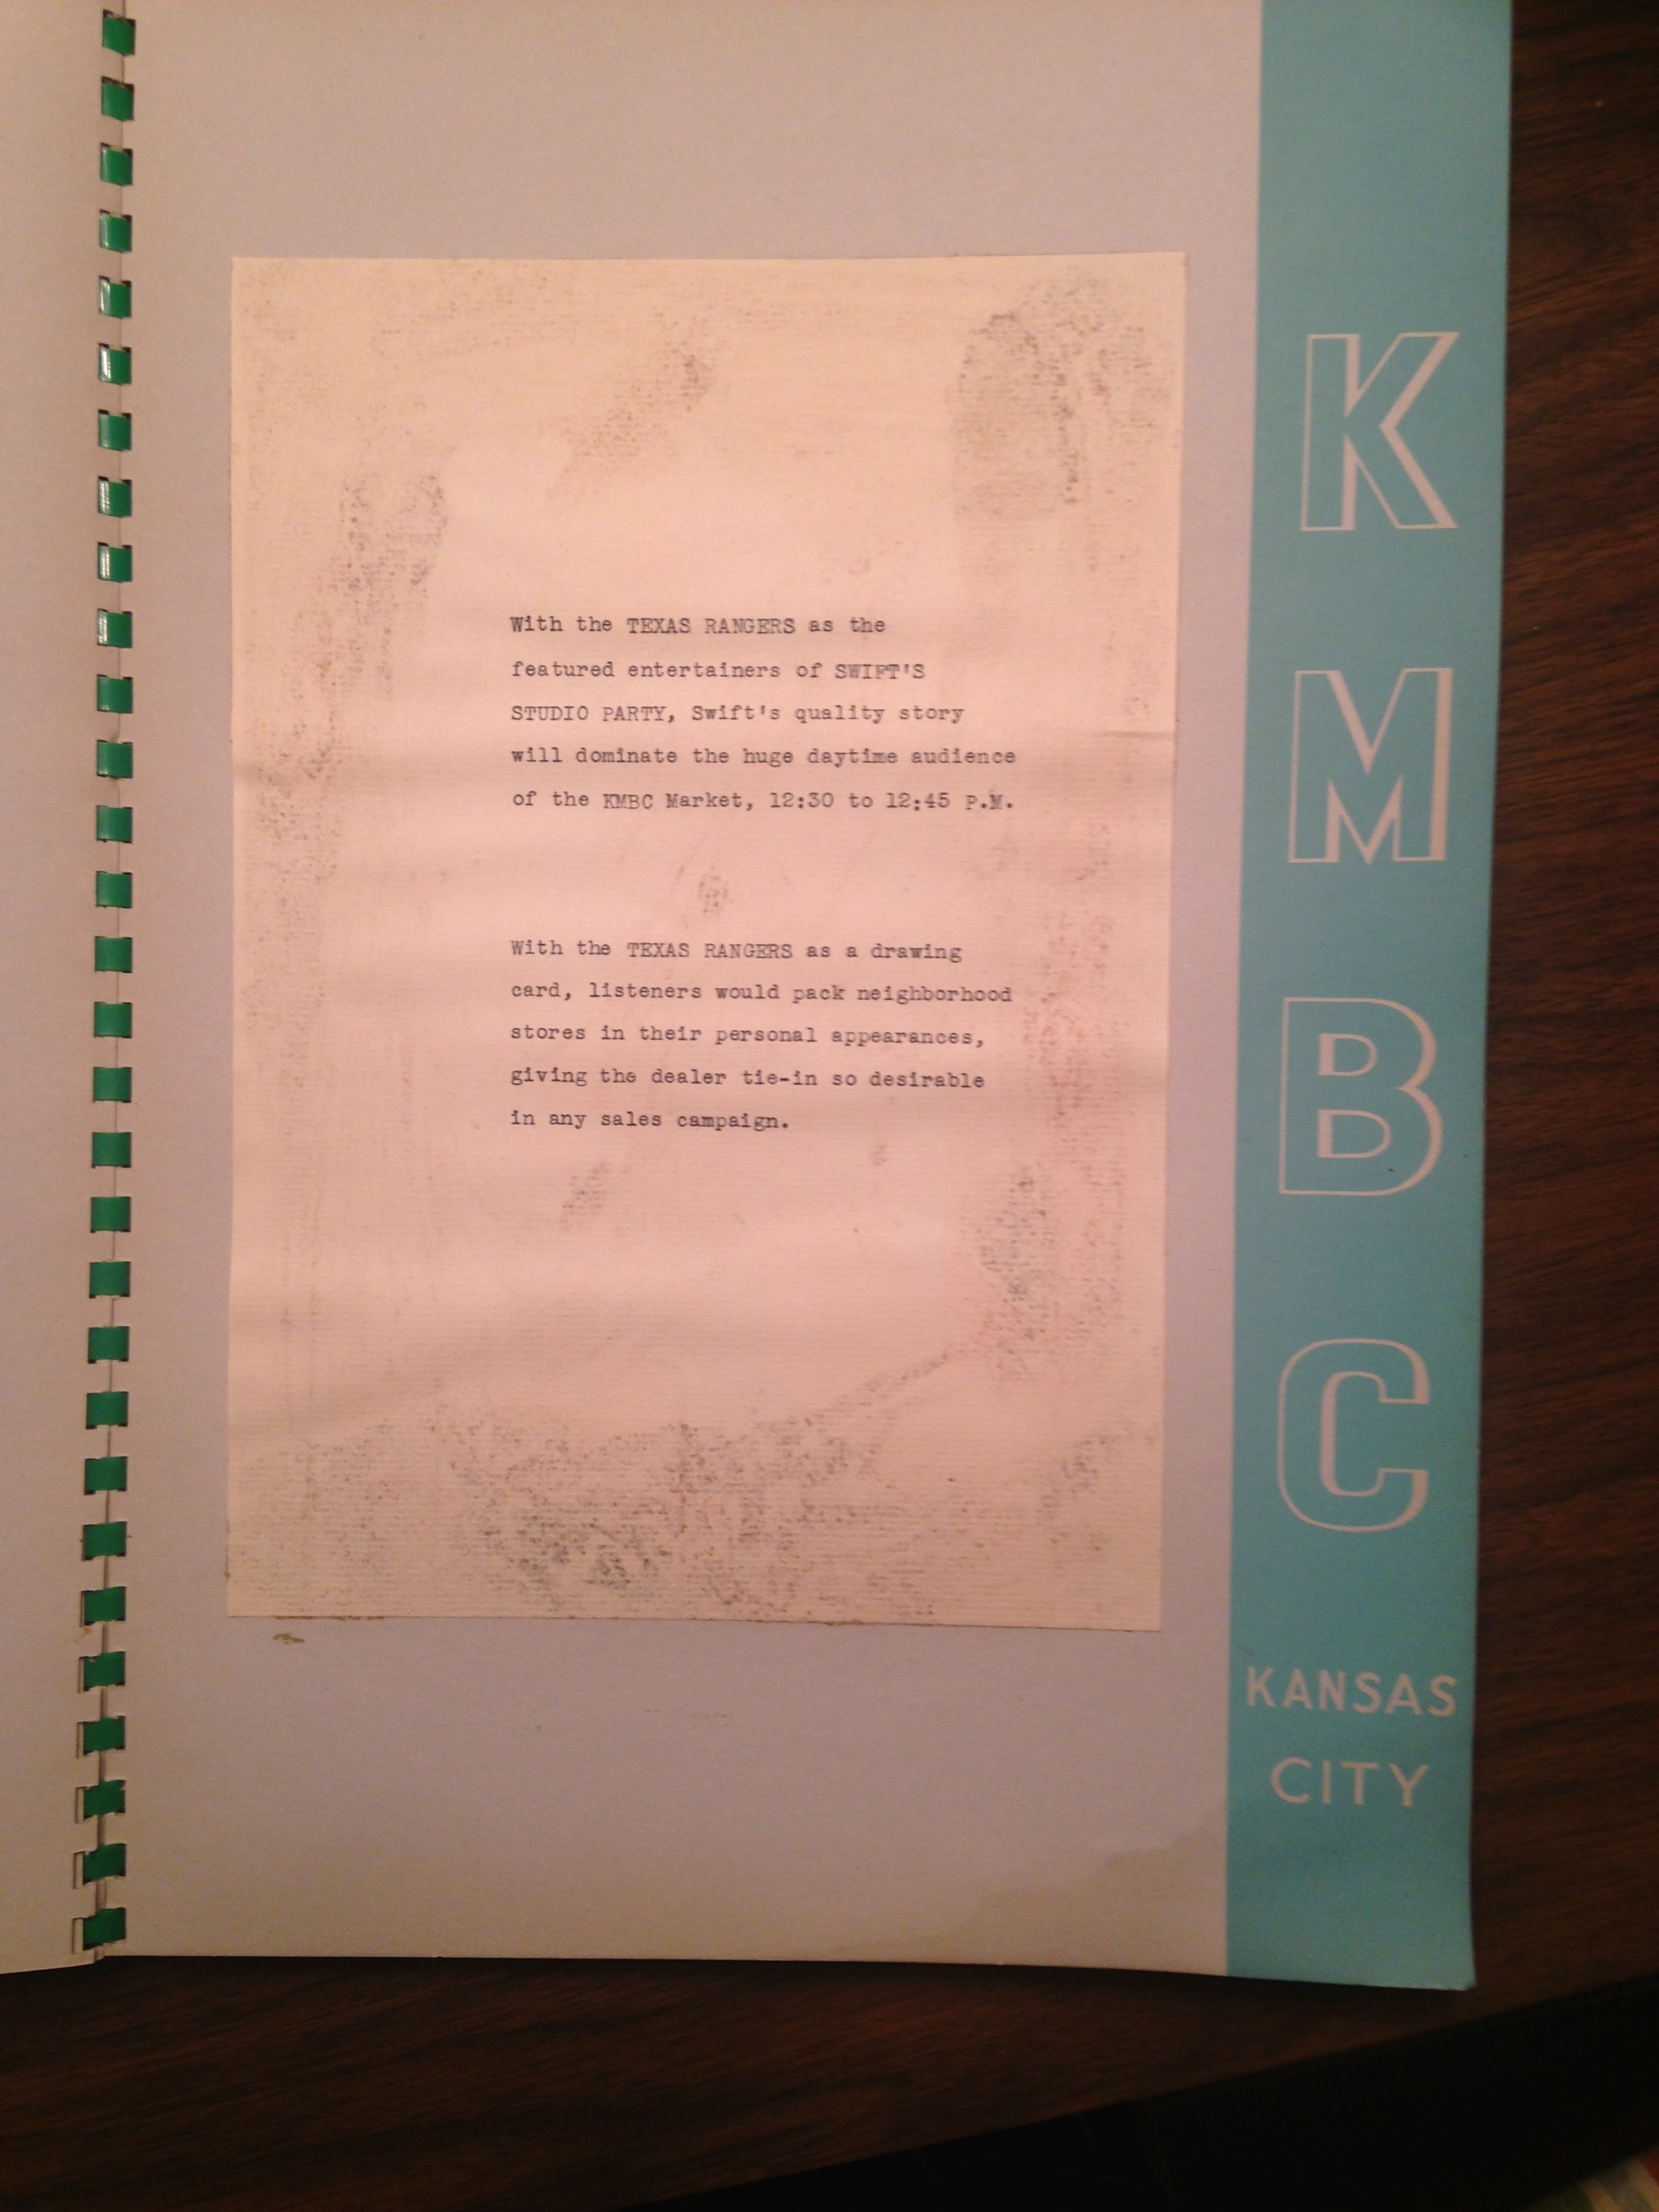 With the TEXAS RANGERS as the
featured entertainers of SWIFT'S
STUDIO PARTY, Swift's quality story
will dominate the huge daytime audience
of the KMBC Market, 12:30 to 12:45 P.M.
With the TEXAS RANGERS as a drawing
card, listeners would pack neighborhood
stores in their personal appearances,
giving the dealer tie-in so desirable
in any sales campaign.
K
M
B
C
KANSAS
CITY